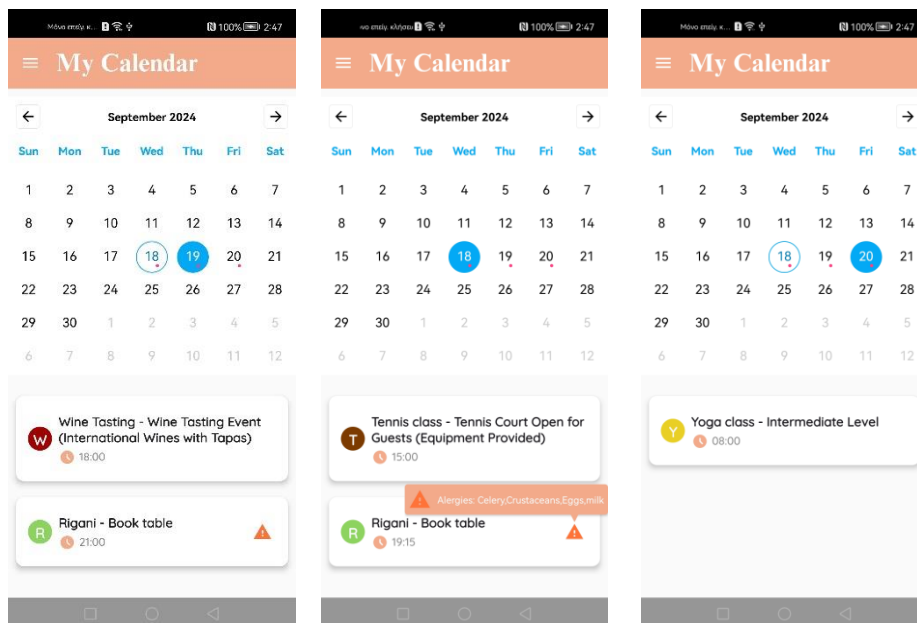 Μόνο επείγ. κ... 100% 2:47
My Calendar
September 2024
Sun Mon Tue Wed Thu Fri Sat
1 2 3 4 5 6 7
8 9 10 11 12 13 14
15 16 17 18 19 20 21
22 23 24 25 26 27 28
29 30 1 2 3 4 5
6 7 8 9 10 11 12
W
Wine Tasting - Wine Tasting Event
(International Wines with Tapas)
18:00
R
Rigani - Book table
21:00
νο επείγ. κλήσει 100% 2:47
My Calendar
September 2024
Sun Mon Tue Wed Thu Fri Sat
1 2 3 4 5 6 7
8 9 10 11 12 13 14
15 16 17 18 19 20 21
22 23 24 25 26 27 28
29 30 1 2 3 4 5
6 7 8 9 10 11 12
T
Tennis class - Tennis Court Open for
Guests (Equipment Provided)
15:00
Alergies: Celery,Crustaceans,Eggs,milk
R
Rigani - Book table
19:15
Μόνο επείγ. κ... 100% 2:47
My Calendar
September 2024
Sun Mon Tue Wed Thu Fri Sat
1 2 3 4 5 6 7
8 9 10 11 12 13 14
15 16 17 18 19 20 21
22 23 24 25 26 27 28
29 30 1 2 3 4 5
6 7 8 9 10 11 12
Y
Yoga class - Intermediate Level
08:00